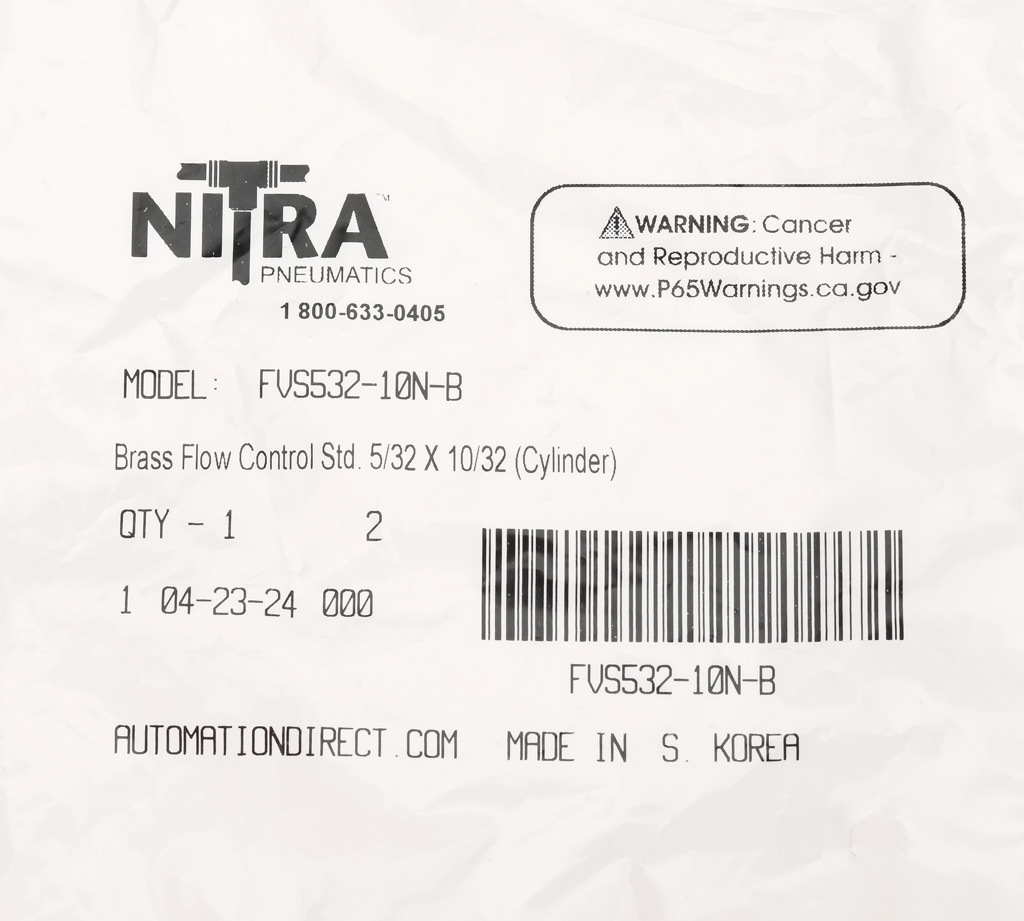 NITRA™
PNEUMATICS
1 800-633-0405
⚠WARNING: Cancer
and Reproductive Harm -
www.P65Warnings.ca.gov
MODEL: FVS532-10N-B
Brass Flow Control Std. 5/32 X 10/32 (Cylinder)
QTY - 1 2
1 04-23-24 000
FVS532-10N-B
AUTOMATIONDIRECT.COM MADE IN S. KOREA